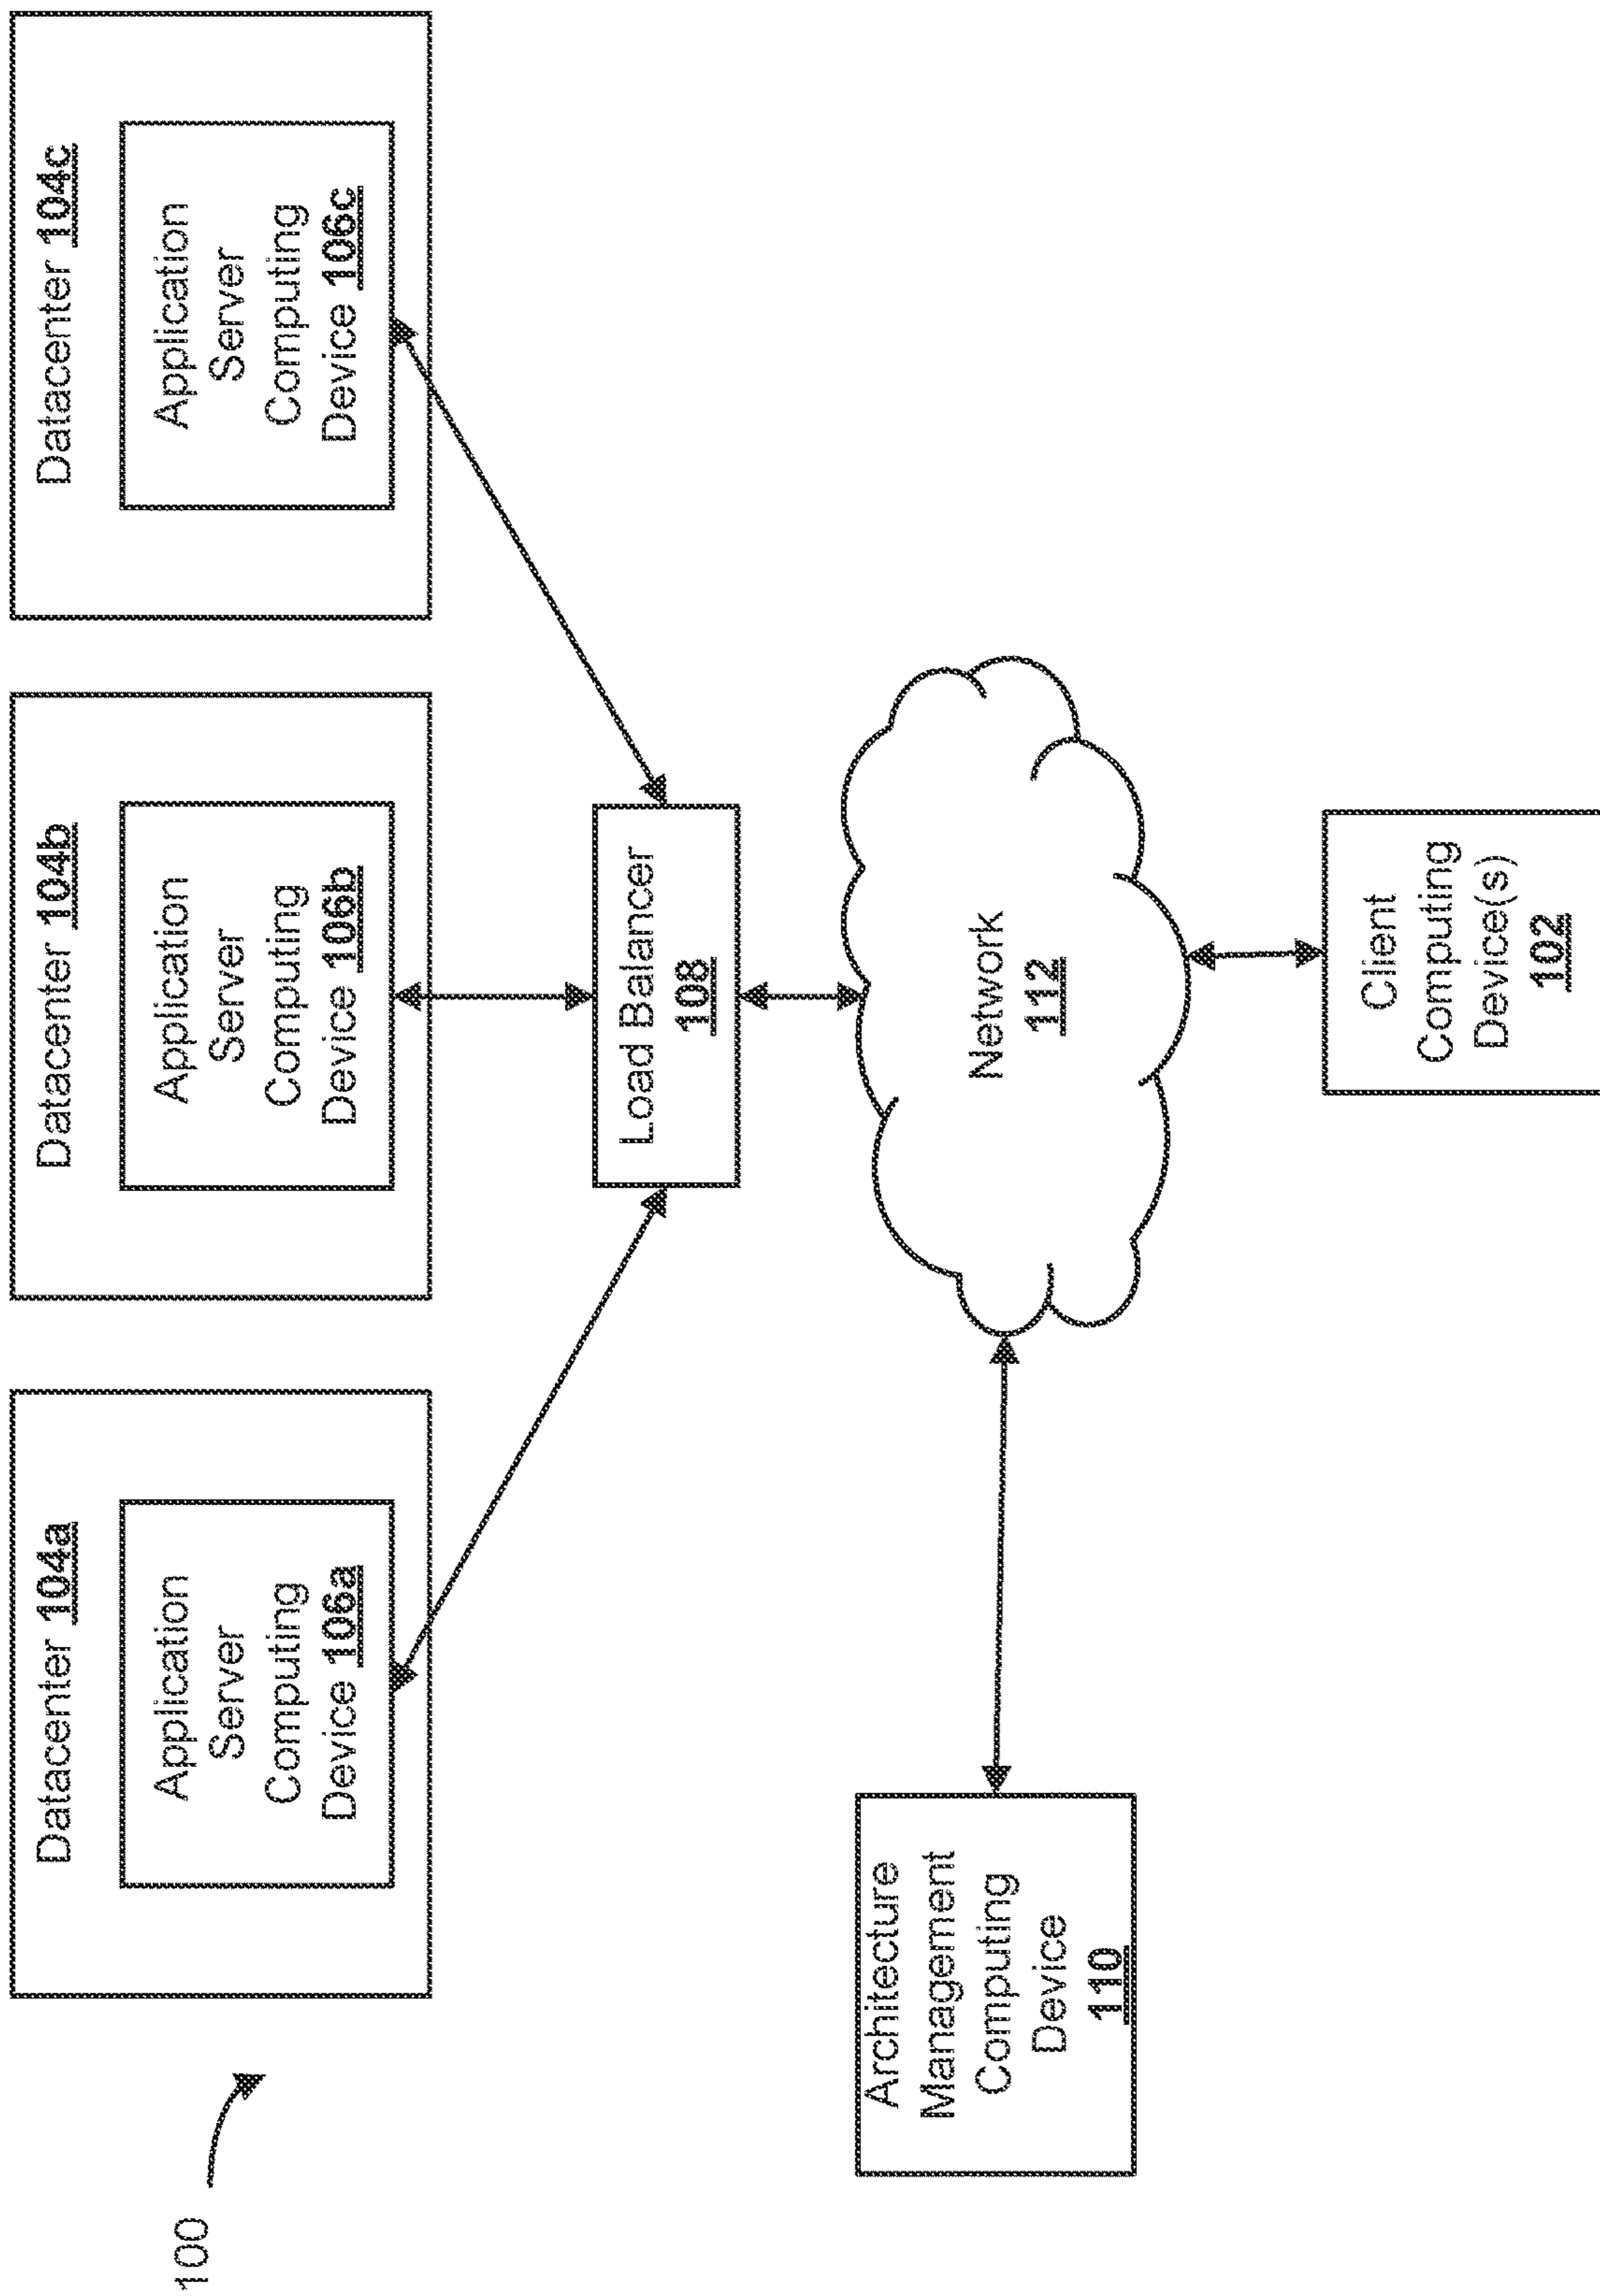 100
Datacenter 104a
Application
Server
Computing
Device 106a
Datacenter 104b
Application
Server
Computing
Device 106b
Datacenter 104c
Application
Server
Computing
Device 106c
Load Balancer
108
Architecture
Management
Computing
Device
110
Network
112
Client
Computing
Device(s)
102